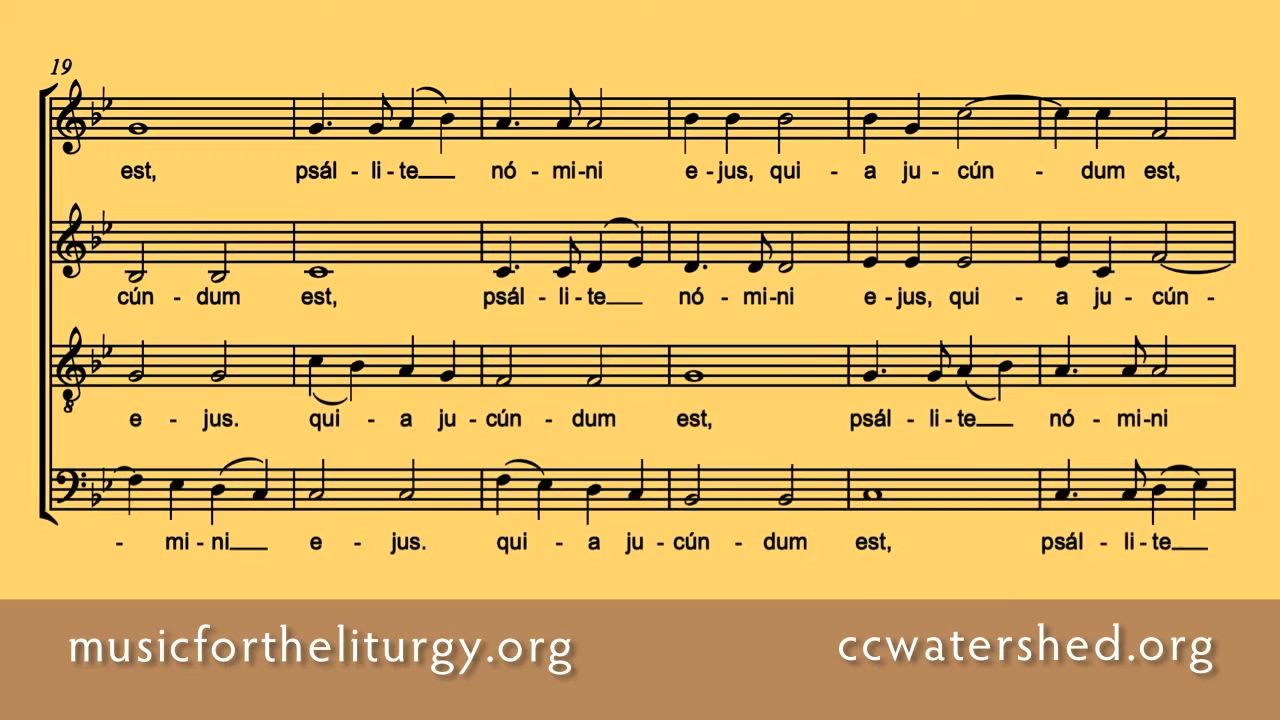 19
est, psál - li - te nó - mi - ni e - jus, qui - a ju - cún - dum est,
cún - dum est, psál - li - te nó - mi - ni e - jus, qui - a ju - cún -
8
e - jus. qui - a ju - cún - dum est, psál - li - te nó - mi - ni
- mi - ni e - jus. qui - a ju - cún - dum est, psál - li - te
musicfortheliturgy.org
ccwatershed.org